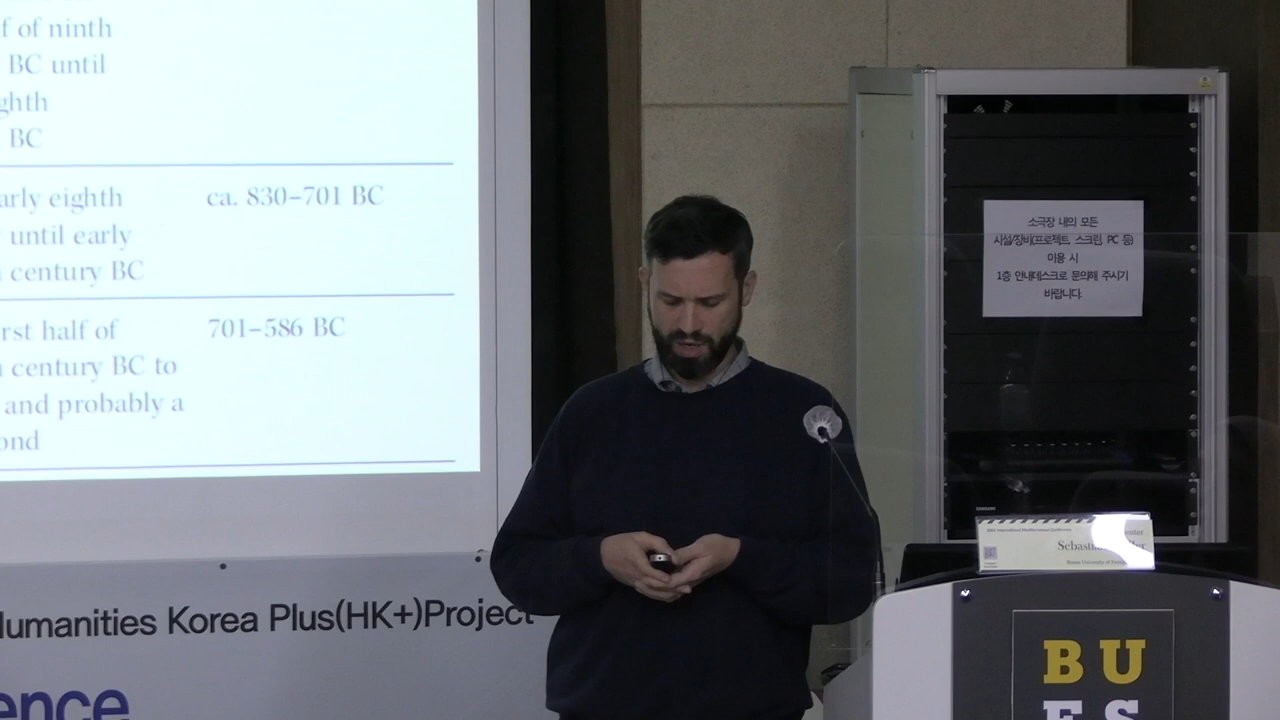 f of ninth
BC until
ghth
BC
arly eighth ca. 830–701 BC
until early
century BC
rst half of 701–586 BC
century BC to
and probably a
ond
Humanities Korea Plus(HK+)Project
ence
소극장 내의 모든
시설/장비(프로젝트, 스크린, PC 등)
이용 시
1층 안내데스크로 문의해 주시기
바랍니다.
BU
ES